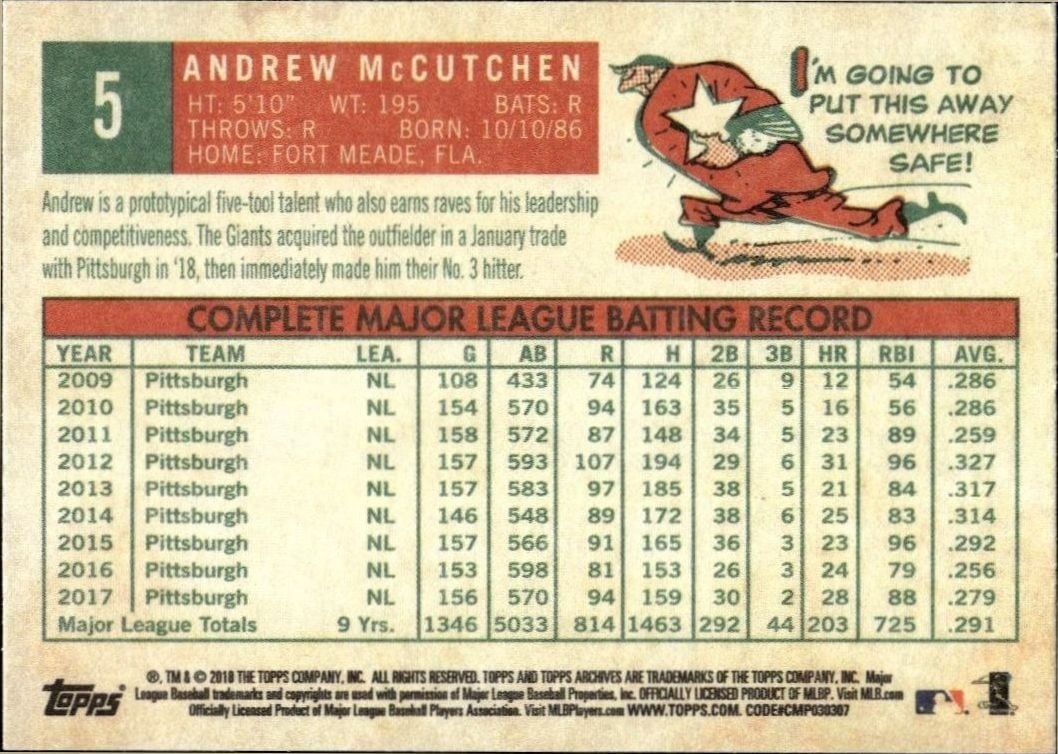 5
ANDREW McCUTCHEN
HT: 5'10" WT: 195 BATS: R
THROWS: R BORN: 10/10/86
HOME: FORT MEADE, FLA.
I'M GOING TO
PUT THIS AWAY
SOMEWHERE
SAFE!
Andrew is a prototypical five-tool talent who also earns raves for his leadership
and competitiveness. The Giants acquired the outfielder in a January trade
with Pittsburgh in '18, then immediately made him their No. 3 hitter.
COMPLETE MAJOR LEAGUE BATTING RECORD
YEAR TEAM LEA. G AB R H 2B 3B HR RBI AVG.
2009 Pittsburgh NL 108 433 74 124 26 9 12 54 .286
2010 Pittsburgh NL 154 570 94 163 35 5 16 56 .286
2011 Pittsburgh NL 158 572 87 148 34 5 23 89 .259
2012 Pittsburgh NL 157 593 107 194 29 6 31 96 .327
2013 Pittsburgh NL 157 583 97 185 38 5 21 84 .317
2014 Pittsburgh NL 146 548 89 172 38 6 25 83 .314
2015 Pittsburgh NL 157 566 91 165 36 3 23 96 .292
2016 Pittsburgh NL 153 598 81 153 26 3 24 79 .256
2017 Pittsburgh NL 156 570 94 159 30 2 28 88 .279
Major League Totals 9 Yrs. 1346 5033 814 1463 292 44 203 725 .291
®, TM & © 2018 THE TOPPS COMPANY, INC. ALL RIGHTS RESERVED. TOPPS AND TOPPS ARCHIVES ARE TRADEMARKS OF THE TOPPS COMPANY, INC. Major
League Baseball trademarks and copyrights are used with permission of Major League Baseball Properties, Inc. OFFICIALLY LICENSED PRODUCT OF MLBP. Visit MLB.com
Officially Licensed Product of Major League Baseball Players Association. Visit MLBPlayers.com WWW.TOPPS.COM. CODE#CMP030307
Topps